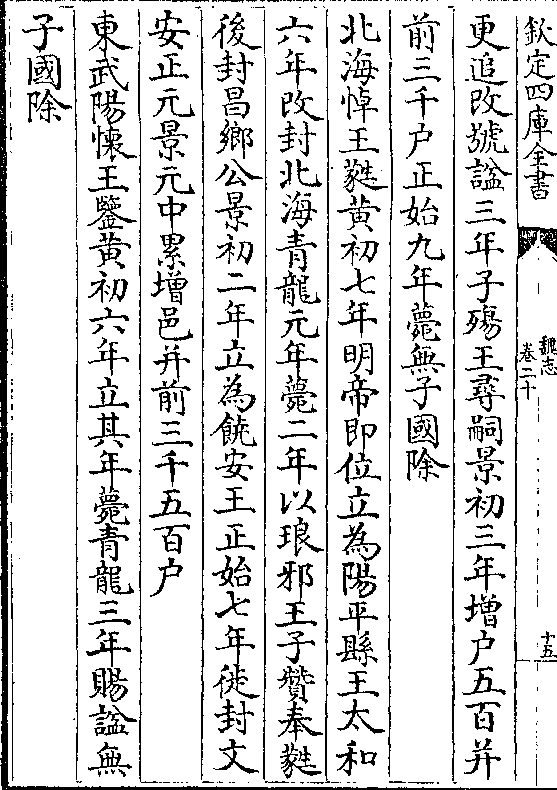 欽定四庫全書
魏志
卷二十
十五
更追改號謚三年子殤王尋嗣景初三年增户五百并
前三千户正始九年薨無子國除
北海悼王蕤黄初七年明帝即位立為陽平縣王太和
六年改封北海青龍元年薨二年以琅邪王子贊奉蕤
後封昌鄉公景初二年立為饒安王正始七年徙封文
安正元景元中累增邑并前三千五百户
東武陽懷王鑒黄初六年立其年薨青龍三年賜謚無
子國除